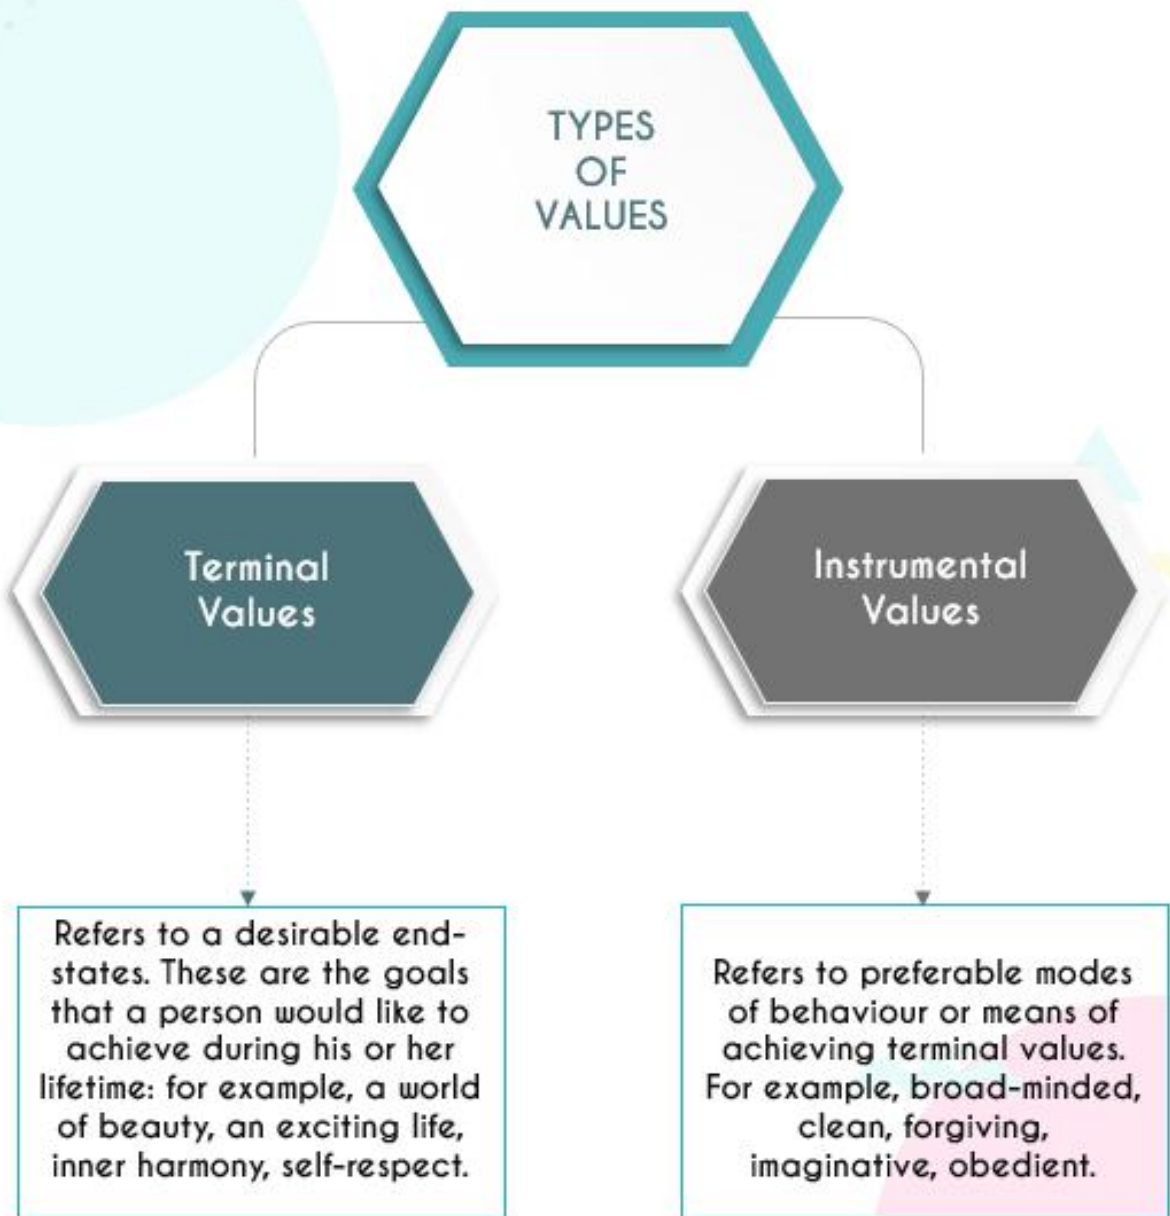 TYPES
OF
VALUES
Terminal
Values
Instrumental
Values
Refers to a desirable end-
states. These are the goals
that a person would like to
achieve during his or her
lifetime: for example, a world
of beauty, an exciting life,
inner harmony, self-respect.
Refers to preferable modes
of behaviour or means of
achieving terminal values.
For example, broad-minded,
clean, forgiving,
imaginative, obedient.